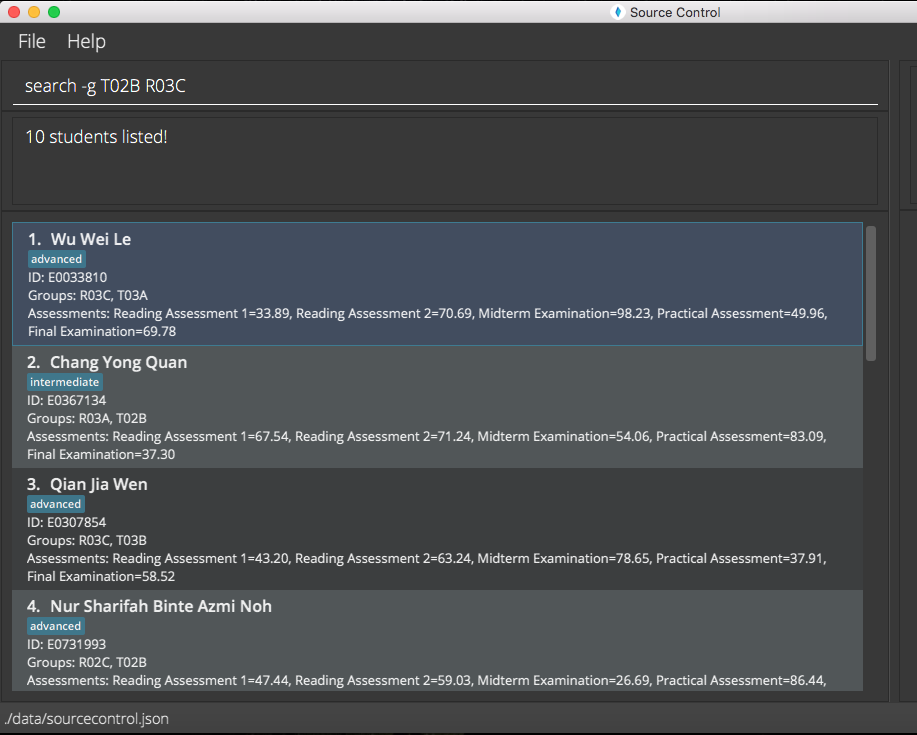 Source Control
File Help
search -g T02B R03C
10 students listed!
1. Wu Wei Le
advanced
ID: E0033810
Groups: R03C, T03A
Assessments: Reading Assessment 1=33.89, Reading Assessment 2=70.69, Midterm Examination=98.23, Practical Assessment=49.96,
Final Examination=69.78
2. Chang Yong Quan
intermediate
ID: E0367134
Groups: R03A, T02B
Assessments: Reading Assessment 1=67.54, Reading Assessment 2=71.24, Midterm Examination=54.06, Practical Assessment=83.09,
Final Examination=37.30
3. Qian Jia Wen
advanced
ID: E0307854
Groups: R03C, T03B
Assessments: Reading Assessment 1=43.20, Reading Assessment 2=63.24, Midterm Examination=78.65, Practical Assessment=37.91,
Final Examination=58.52
4. Nur Sharifah Binte Azmi Noh
advanced
ID: E0731993
Groups: R02C, T02B
Assessments: Reading Assessment 1=47.44, Reading Assessment 2=59.03, Midterm Examination=26.69, Practical Assessment=86.44,
./data/sourcecontrol.json